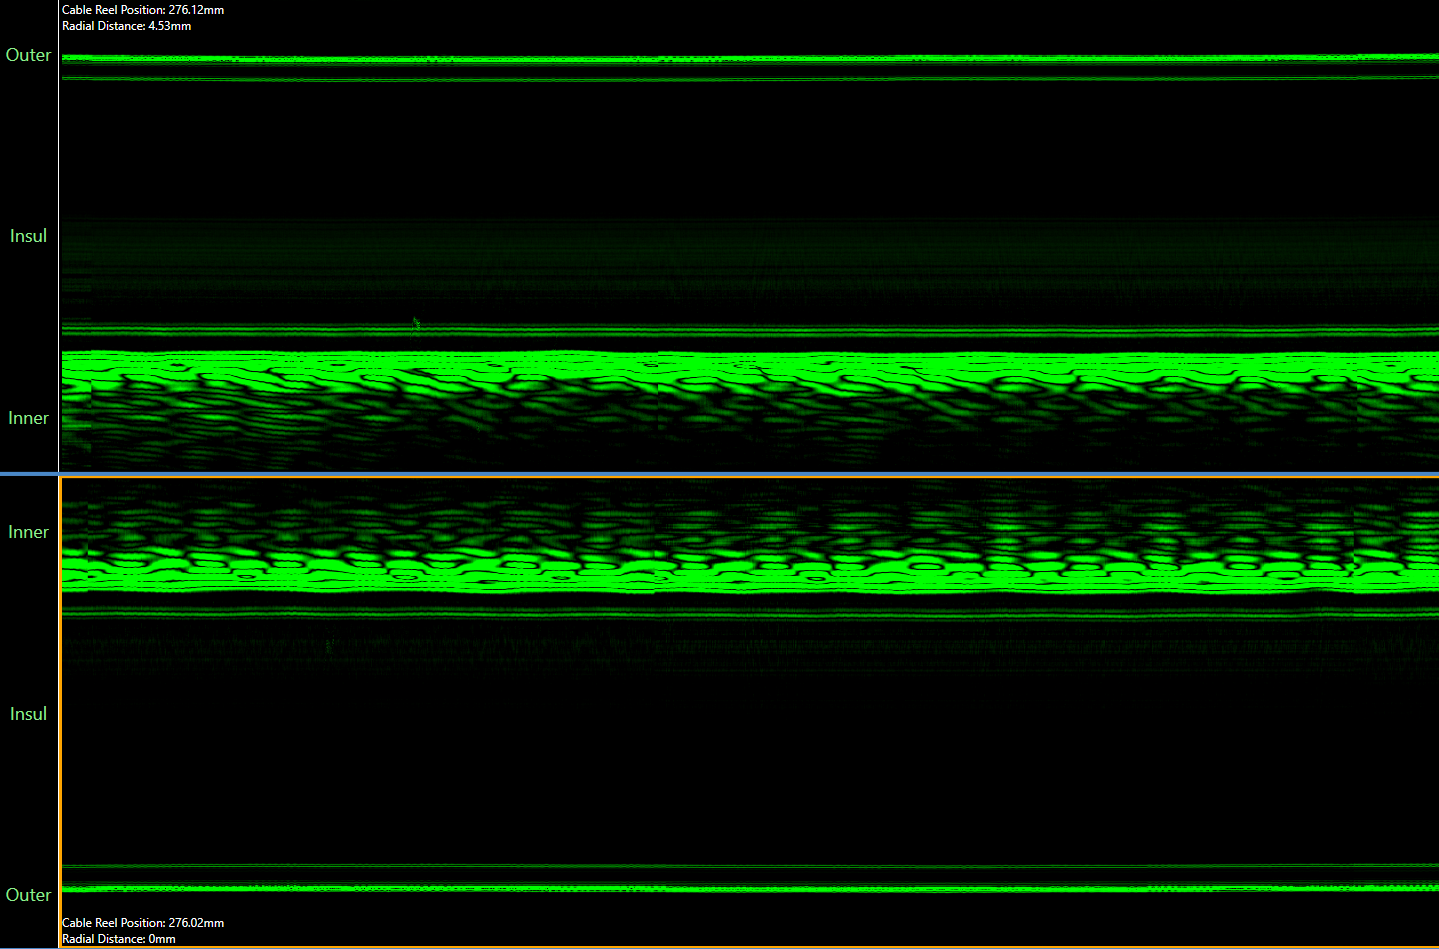 Cable Reel Position: 276.12mm
Radial Distance: 4.53mm
Outer
Insul
Inner
Inner
Insul
Outer
Cable Reel Position: 276.02mm
Radial Distance: 0mm